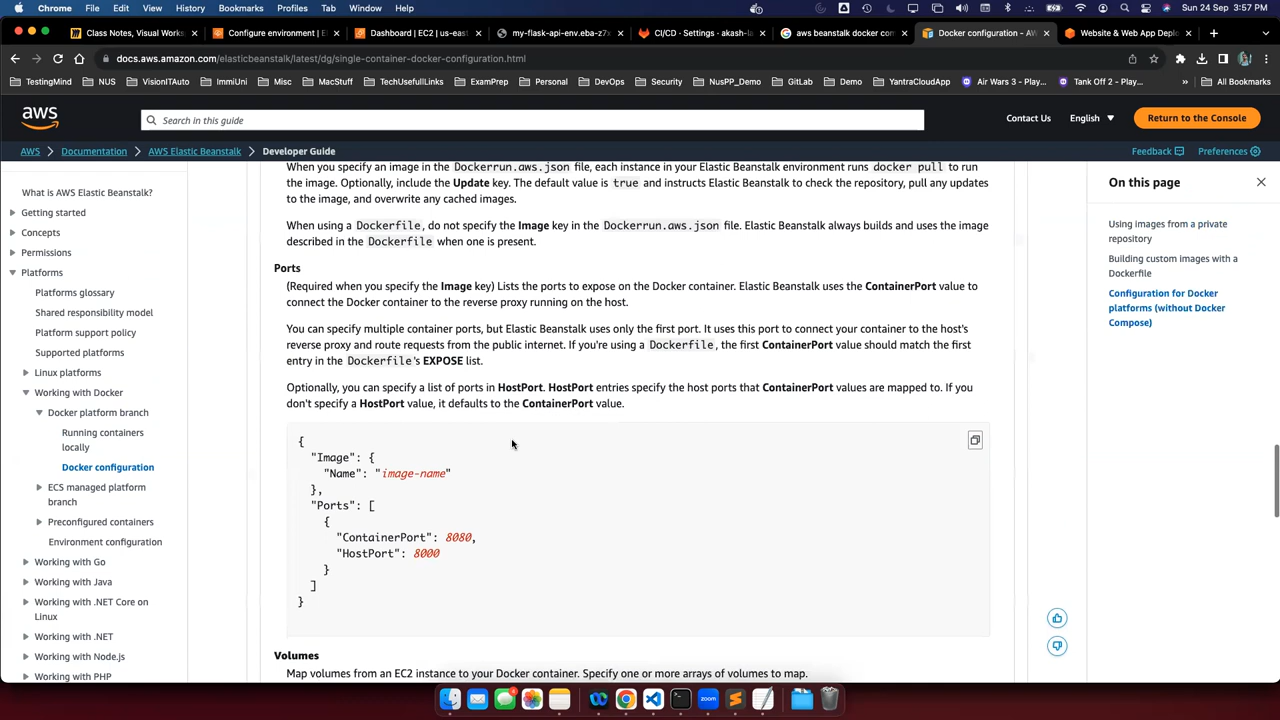 Chrome File Edit View History Bookmarks Profiles Tab Window Help Sun 24 Sep 3:57 PM
Class Notes, Visual Works
Configure environment | E
Dashboard | EC2 | us-east
my-flask-api-env.eba-z7x
CI/CD · Settings · akash-la
aws beanstalk docker con
Docker configuration - AW
Website & Web App Deplo
docs.aws.amazon.com/elasticbeanstalk/latest/dg/single-container-docker-configuration.html
TestingMind NUS VisionITAuto ImmiUni Misc MacStuff TechUsefullLinks ExamPrep Personal DevOps Security NusPP_Demo GitLab Demo YantraCloudApp Air Wars 3 - Play... Tank Off 2 - Play... » All Bookmarks
aws
Search in this guide
Contact Us English Return to the Console
AWS Documentation AWS Elastic Beanstalk Developer Guide
Feedback Preferences
What is AWS Elastic Beanstalk?
Getting started
Concepts
Permissions
Platforms
Platforms glossary
Shared responsibility model
Platform support policy
Supported platforms
Linux platforms
Working with Docker
Docker platform branch
Running containers
locally
Docker configuration
ECS managed platform
branch
Preconfigured containers
Environment configuration
Working with Go
Working with Java
Working with .NET Core on
Linux
Working with .NET
Working with Node.js
Working with PHP
When you specify an image in the Dockerrun.aws.json file, each instance in your Elastic Beanstalk environment runs docker pull to run
the image. Optionally, include the Update key. The default value is true and instructs Elastic Beanstalk to check the repository, pull any updates
to the image, and overwrite any cached images.
When using a Dockerfile, do not specify the Image key in the Dockerrun.aws.json file. Elastic Beanstalk always builds and uses the image
described in the Dockerfile when one is present.
Ports
(Required when you specify the Image key) Lists the ports to expose on the Docker container. Elastic Beanstalk uses the ContainerPort value to
connect the Docker container to the reverse proxy running on the host.
You can specify multiple container ports, but Elastic Beanstalk uses only the first port. It uses this port to connect your container to the host's
reverse proxy and route requests from the public internet. If you're using a Dockerfile, the first ContainerPort value should match the first
entry in the Dockerfile's EXPOSE list.
Optionally, you can specify a list of ports in HostPort. HostPort entries specify the host ports that ContainerPort values are mapped to. If you
don't specify a HostPort value, it defaults to the ContainerPort value.
{
"Image": {
"Name": "image-name"
},
"Ports": [
{
"ContainerPort": 8080,
"HostPort": 8000
}
]
}
Volumes
Map volumes from an EC2 instance to your Docker container. Specify one or more arrays of volumes to map.
On this page
Using images from a private
repository
Building custom images with a
Dockerfile
Configuration for Docker
platforms (without Docker
Compose)
zoom